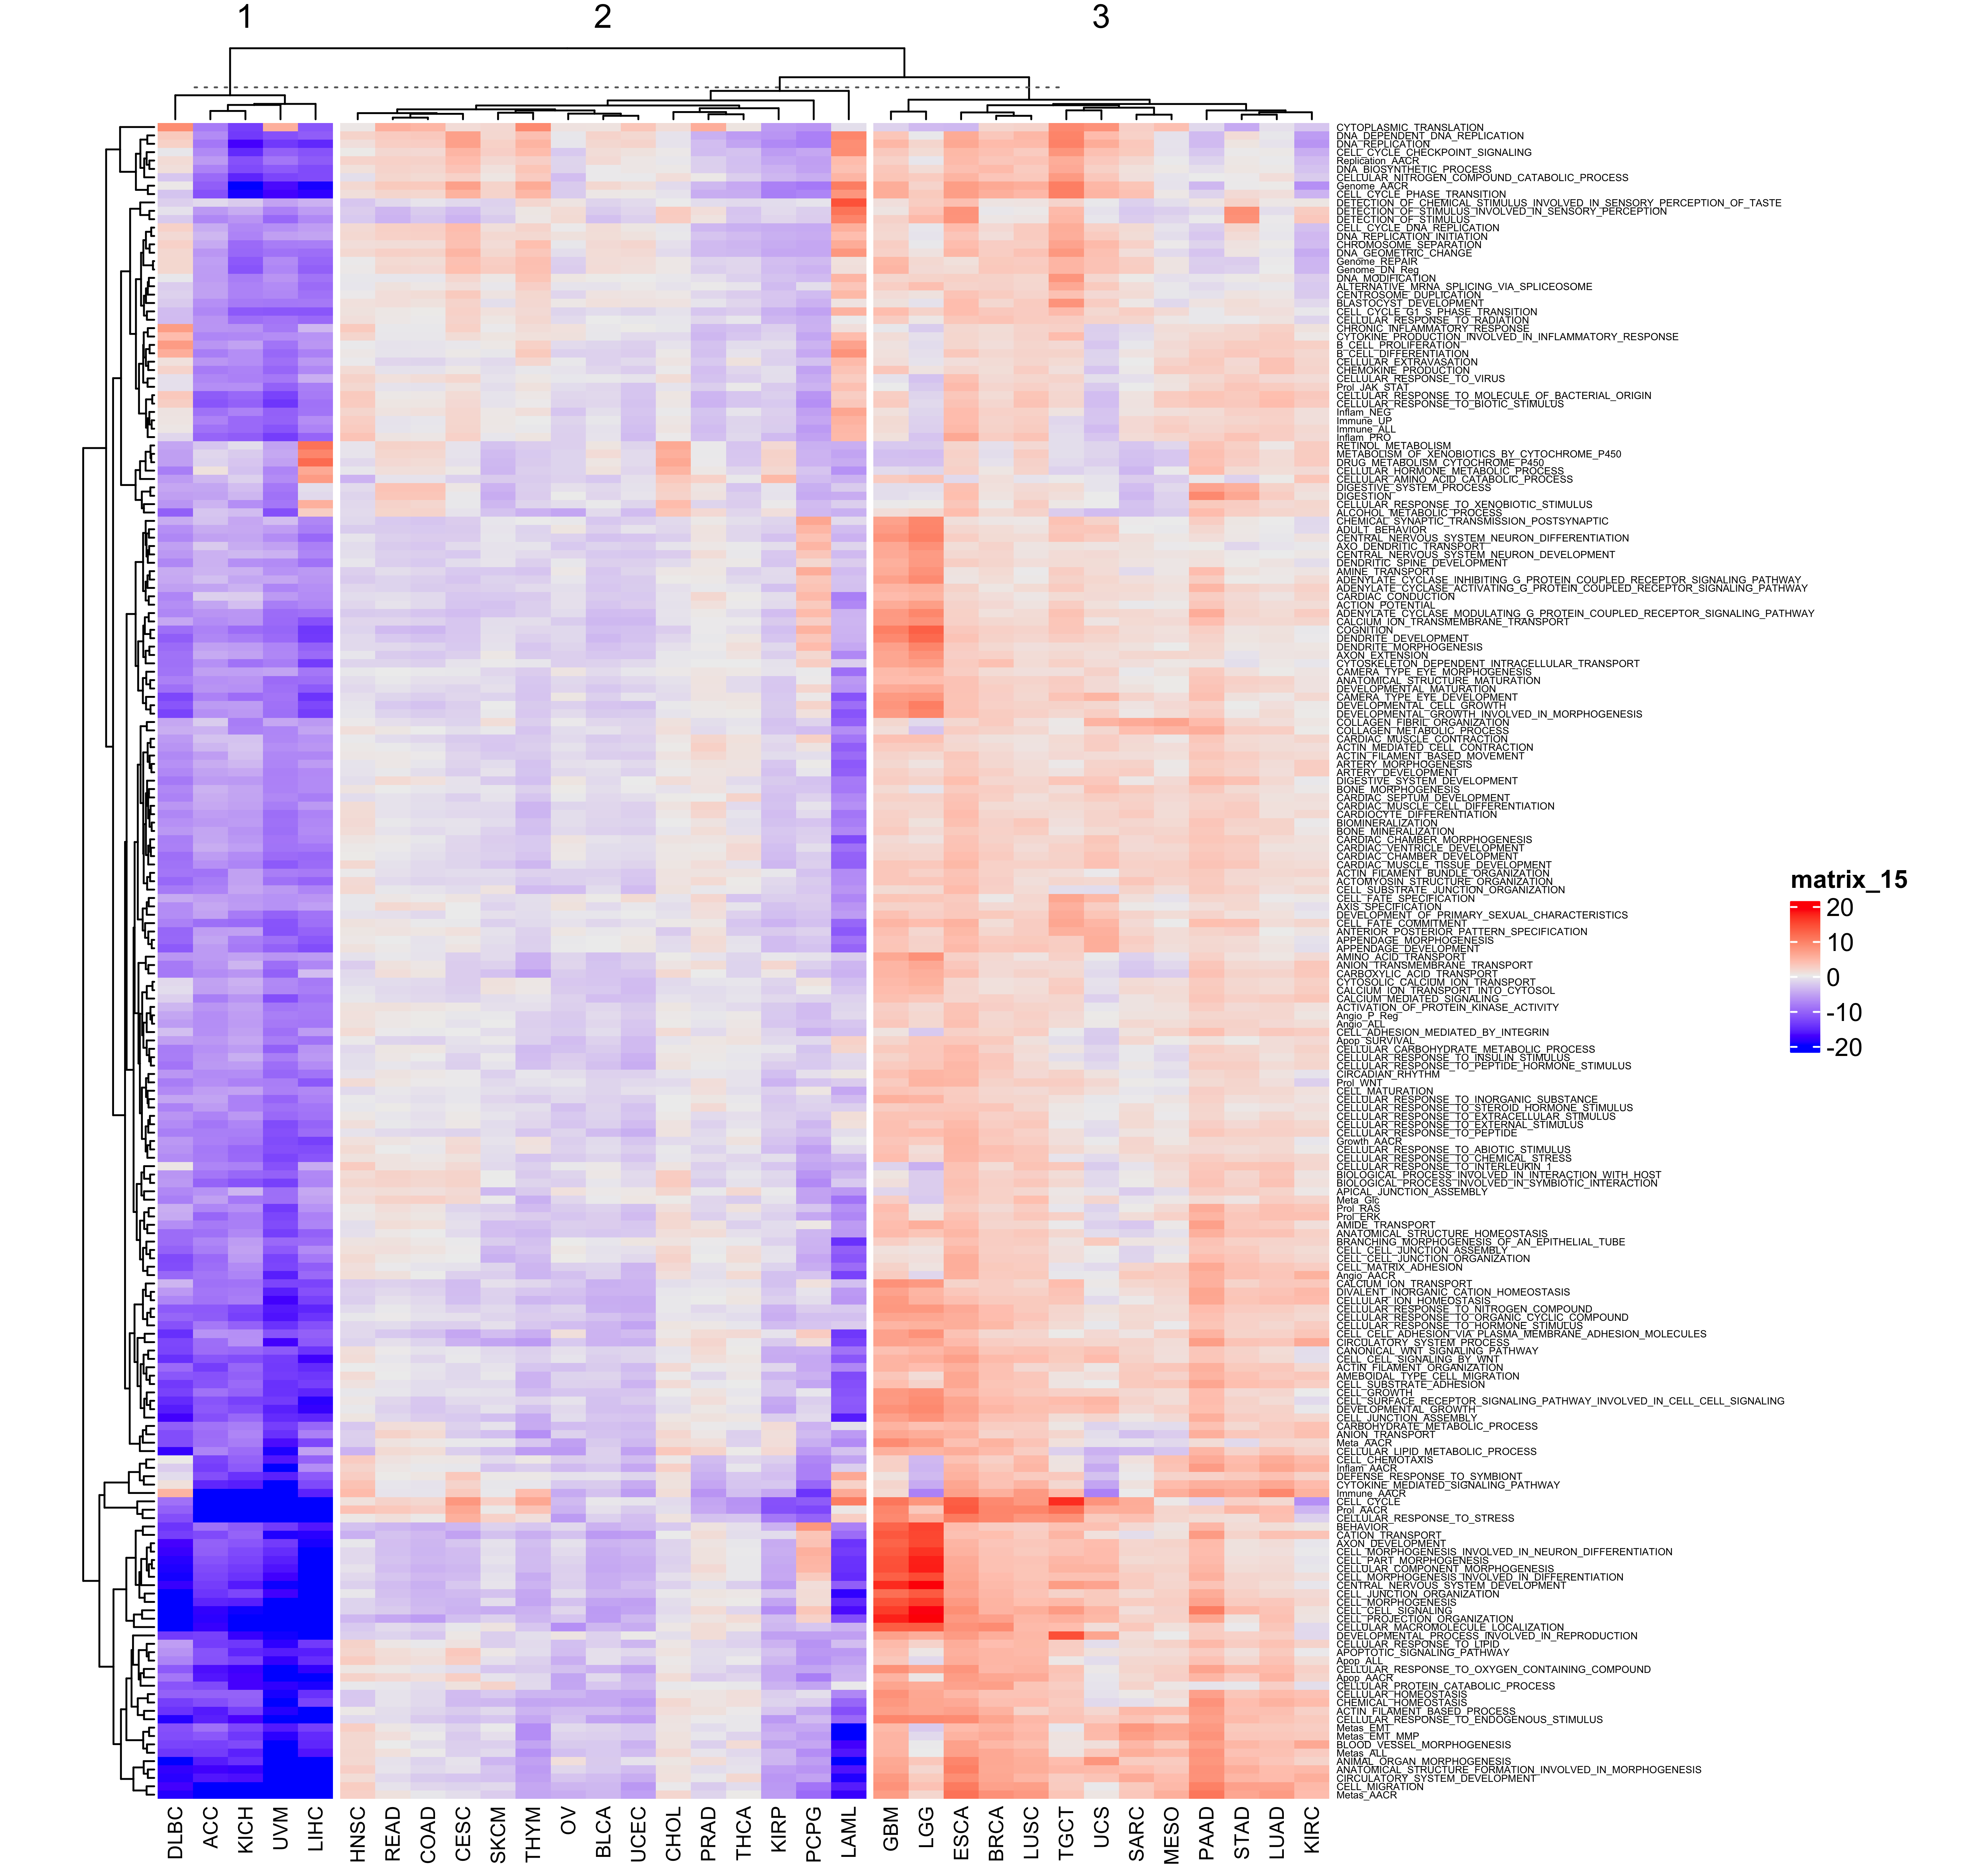 1 2 3
CYTOPLASMIC_TRANSLATION
DNA_DEPENDENT_DNA_REPLICATION
DNA_REPLICATION
CELL_CYCLE_CHECKPOINT_SIGNALING
Replication_AACR
DNA_BIOSYNTHETIC_PROCESS
CELLULAR_NITROGEN_COMPOUND_CATABOLIC_PROCESS
Genome_AACR
CELL_CYCLE_PHASE_TRANSITION
DETECTION_OF_CHEMICAL_STIMULUS_INVOLVED_IN_SENSORY_PERCEPTION_OF_TASTE
DETECTION_OF_STIMULUS_INVOLVED_IN_SENSORY_PERCEPTION
DETECTION_OF_STIMULUS
CELL_CYCLE_DNA_REPLICATION
DNA_REPLICATION_INITIATION
CHROMOSOME_SEPARATION
DNA_GEOMETRIC_CHANGE
Genome_REPAIR
Genome_DN_Reg
DNA_MODIFICATION
ALTERNATIVE_MRNA_SPLICING_VIA_SPLICEOSOME
CENTROSOME_DUPLICATION
BLASTOCYST_DEVELOPMENT
CELL_CYCLE_G1_S_PHASE_TRANSITION
CELLULAR_RESPONSE_TO_RADIATION
CHRONIC_INFLAMMATORY_RESPONSE
CYTOKINE_PRODUCTION_INVOLVED_IN_INFLAMMATORY_RESPONSE
B_CELL_PROLIFERATION
B_CELL_DIFFERENTIATION
CELLULAR_EXTRAVASATION
CHEMOKINE_PRODUCTION
CELLULAR_RESPONSE_TO_VIRUS
Prol_JAK_STAT
CELLULAR_RESPONSE_TO_MOLECULE_OF_BACTERIAL_ORIGIN
CELLULAR_RESPONSE_TO_BIOTIC_STIMULUS
Inflam_NEG
Immune_UP
Immune_ALL
Inflam_PRO
RETINOL_METABOLISM
METABOLISM_OF_XENOBIOTICS_BY_CYTOCHROME_P450
DRUG_METABOLISM_CYTOCHROME_P450
CELLULAR_HORMONE_METABOLIC_PROCESS
CELLULAR_AMINO_ACID_CATABOLIC_PROCESS
DIGESTIVE_SYSTEM_PROCESS
DIGESTION
CELLULAR_RESPONSE_TO_XENOBIOTIC_STIMULUS
ALCOHOL_METABOLIC_PROCESS
CHEMICAL_SYNAPTIC_TRANSMISSION_POSTSYNAPTIC
ADULT_BEHAVIOR
CENTRAL_NERVOUS_SYSTEM_NEURON_DIFFERENTIATION
AXO_DENDRITIC_TRANSPORT
CENTRAL_NERVOUS_SYSTEM_NEURON_DEVELOPMENT
DENDRITIC_SPINE_DEVELOPMENT
AMINE_TRANSPORT
ADENYLATE_CYCLASE_INHIBITING_G_PROTEIN_COUPLED_RECEPTOR_SIGNALING_PATHWAY
ADENYLATE_CYCLASE_ACTIVATING_G_PROTEIN_COUPLED_RECEPTOR_SIGNALING_PATHWAY
CARDIAC_CONDUCTION
ACTION_POTENTIAL
ADENYLATE_CYCLASE_MODULATING_G_PROTEIN_COUPLED_RECEPTOR_SIGNALING_PATHWAY
CALCIUM_ION_TRANSMEMBRANE_TRANSPORT
COGNITION
DENDRITE_DEVELOPMENT
DENDRITE_MORPHOGENESIS
AXON_EXTENSION
CYTOSKELETON_DEPENDENT_INTRACELLULAR_TRANSPORT
CAMERA_TYPE_EYE_MORPHOGENESIS
ANATOMICAL_STRUCTURE_MATURATION
DEVELOPMENTAL_MATURATION
CAMERA_TYPE_EYE_DEVELOPMENT
DEVELOPMENTAL_CELL_GROWTH
DEVELOPMENTAL_GROWTH_INVOLVED_IN_MORPHOGENESIS
COLLAGEN_FIBRIL_ORGANIZATION
COLLAGEN_METABOLIC_PROCESS
CARDIAC_MUSCLE_CONTRACTION
ACTIN_MEDIATED_CELL_CONTRACTION
ACTIN_FILAMENT_BASED_MOVEMENT
ARTERY_MORPHOGENESIS
ARTERY_DEVELOPMENT
DIGESTIVE_SYSTEM_DEVELOPMENT
BONE_MORPHOGENESIS
CARDIAC_SEPTUM_DEVELOPMENT
CARDIAC_MUSCLE_CELL_DIFFERENTIATION
CARDIOCYTE_DIFFERENTIATION
BIOMINERALIZATION
BONE_MINERALIZATION
CARDIAC_CHAMBER_MORPHOGENESIS
CARDIAC_VENTRICLE_DEVELOPMENT
CARDIAC_CHAMBER_DEVELOPMENT
CARDIAC_MUSCLE_TISSUE_DEVELOPMENT
ACTIN_FILAMENT_BUNDLE_ORGANIZATION
ACTOMYOSIN_STRUCTURE_ORGANIZATION
CELL_SUBSTRATE_JUNCTION_ORGANIZATION
CELL_FATE_SPECIFICATION
AXIS_SPECIFICATION
DEVELOPMENT_OF_PRIMARY_SEXUAL_CHARACTERISTICS
CELL_FATE_COMMITMENT
ANTERIOR_POSTERIOR_PATTERN_SPECIFICATION
APPENDAGE_MORPHOGENESIS
APPENDAGE_DEVELOPMENT
AMINO_ACID_TRANSPORT
ANION_TRANSMEMBRANE_TRANSPORT
CARBOXYLIC_ACID_TRANSPORT
CYTOSOLIC_CALCIUM_ION_TRANSPORT
CALCIUM_ION_TRANSPORT_INTO_CYTOSOL
CALCIUM_MEDIATED_SIGNALING
ACTIVATION_OF_PROTEIN_KINASE_ACTIVITY
Angio_P_Reg
Angio_ALL
CELL_ADHESION_MEDIATED_BY_INTEGRIN
Apop_SURVIVAL
CELLULAR_CARBOHYDRATE_METABOLIC_PROCESS
CELLULAR_RESPONSE_TO_INSULIN_STIMULUS
CELLULAR_RESPONSE_TO_PEPTIDE_HORMONE_STIMULUS
CIRCADIAN_RHYTHM
Prol_WNT
CELL_MATURATION
CELLULAR_RESPONSE_TO_INORGANIC_SUBSTANCE
CELLULAR_RESPONSE_TO_STEROID_HORMONE_STIMULUS
CELLULAR_RESPONSE_TO_EXTRACELLULAR_STIMULUS
CELLULAR_RESPONSE_TO_EXTERNAL_STIMULUS
CELLULAR_RESPONSE_TO_PEPTIDE
Growth_AACR
CELLULAR_RESPONSE_TO_ABIOTIC_STIMULUS
CELLULAR_RESPONSE_TO_CHEMICAL_STRESS
CELLULAR_RESPONSE_TO_INTERLEUKIN_1
BIOLOGICAL_PROCESS_INVOLVED_IN_INTERACTION_WITH_HOST
BIOLOGICAL_PROCESS_INVOLVED_IN_SYMBIOTIC_INTERACTION
APICAL_JUNCTION_ASSEMBLY
Meta_Glc
Prol_RAS
Prol_ERK
AMIDE_TRANSPORT
ANATOMICAL_STRUCTURE_HOMEOSTASIS
BRANCHING_MORPHOGENESIS_OF_AN_EPITHELIAL_TUBE
CELL_CELL_JUNCTION_ASSEMBLY
CELL_CELL_JUNCTION_ORGANIZATION
CELL_MATRIX_ADHESION
Angio_AACR
CALCIUM_ION_TRANSPORT
DIVALENT_INORGANIC_CATION_HOMEOSTASIS
CELLULAR_ION_HOMEOSTASIS
CELLULAR_RESPONSE_TO_NITROGEN_COMPOUND
CELLULAR_RESPONSE_TO_ORGANIC_CYCLIC_COMPOUND
CELLULAR_RESPONSE_TO_HORMONE_STIMULUS
CELL_CELL_ADHESION_VIA_PLASMA_MEMBRANE_ADHESION_MOLECULES
CIRCULATORY_SYSTEM_PROCESS
CANONICAL_WNT_SIGNALING_PATHWAY
CELL_CELL_SIGNALING_BY_WNT
ACTIN_FILAMENT_ORGANIZATION
AMEBOIDAL_TYPE_CELL_MIGRATION
CELL_SUBSTRATE_ADHESION
CELL_GROWTH
CELL_SURFACE_RECEPTOR_SIGNALING_PATHWAY_INVOLVED_IN_CELL_CELL_SIGNALING
DEVELOPMENTAL_GROWTH
CELL_JUNCTION_ASSEMBLY
CARBOHYDRATE_METABOLIC_PROCESS
ANION_TRANSPORT
Meta_AACR
CELLULAR_LIPID_METABOLIC_PROCESS
CELL_CHEMOTAXIS
Inflam_AACR
DEFENSE_RESPONSE_TO_SYMBIONT
CYTOKINE_MEDIATED_SIGNALING_PATHWAY
Immune_AACR
CELL_CYCLE
Prol_AACR
CELLULAR_RESPONSE_TO_STRESS
BEHAVIOR
CATION_TRANSPORT
AXON_DEVELOPMENT
CELL_MORPHOGENESIS_INVOLVED_IN_NEURON_DIFFERENTIATION
CELL_PART_MORPHOGENESIS
CELLULAR_COMPONENT_MORPHOGENESIS
CELL_MORPHOGENESIS_INVOLVED_IN_DIFFERENTIATION
CENTRAL_NERVOUS_SYSTEM_DEVELOPMENT
CELL_JUNCTION_ORGANIZATION
CELL_MORPHOGENESIS
CELL_CELL_SIGNALING
CELL_PROJECTION_ORGANIZATION
CELLULAR_MACROMOLECULE_LOCALIZATION
DEVELOPMENTAL_PROCESS_INVOLVED_IN_REPRODUCTION
CELLULAR_RESPONSE_TO_LIPID
APOPTOTIC_SIGNALING_PATHWAY
Apop_ALL
CELLULAR_RESPONSE_TO_OXYGEN_CONTAINING_COMPOUND
Apop_AACR
CELLULAR_PROTEIN_CATABOLIC_PROCESS
CELLULAR_HOMEOSTASIS
CHEMICAL_HOMEOSTASIS
ACTIN_FILAMENT_BASED_PROCESS
CELLULAR_RESPONSE_TO_ENDOGENOUS_STIMULUS
Metas_EMT
Metas_EMT_MMP
BLOOD_VESSEL_MORPHOGENESIS
Metas_ALL
ANIMAL_ORGAN_MORPHOGENESIS
ANATOMICAL_STRUCTURE_FORMATION_INVOLVED_IN_MORPHOGENESIS
CIRCULATORY_SYSTEM_DEVELOPMENT
CELL_MIGRATION
Metas_AACR
matrix_15
20
10
0
-10
-20
DLBC ACC KICH UVM LIHC HNSC READ COAD CESC SKCM THYM OV BLCA UCEC CHOL PRAD THCA KIRP PCPG LAML GBM LGG ESCA BRCA LUSC TGCT UCS SARC MESO PAAD STAD LUAD KIRC